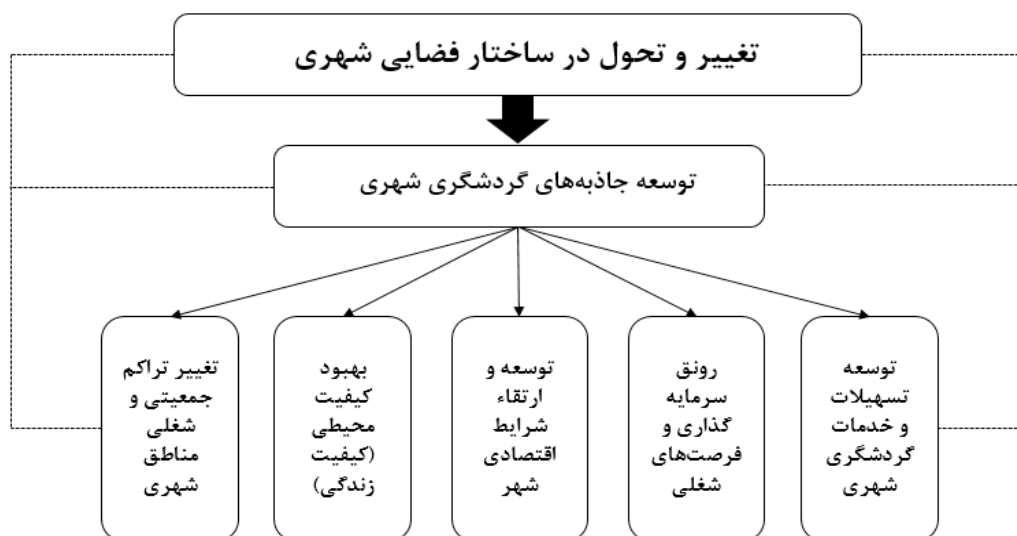 تغییر و تحول در ساختار فضایی شهری
توسعه جاذبه‌های گردشگری شهری
توسعه
تسهیلات
و خدمات
گردشگری
شهری
رونق
سرمایه
گذاری و
فرصت‌های
شغلی
توسعه و
ارتقاء
شرایط
اقتصادی
شهر
بهبود
کیفیت
محیطی
(کیفیت
زندگی)
تغییر تراکم
جمعیتی و
شغلی
مناطق
شهری